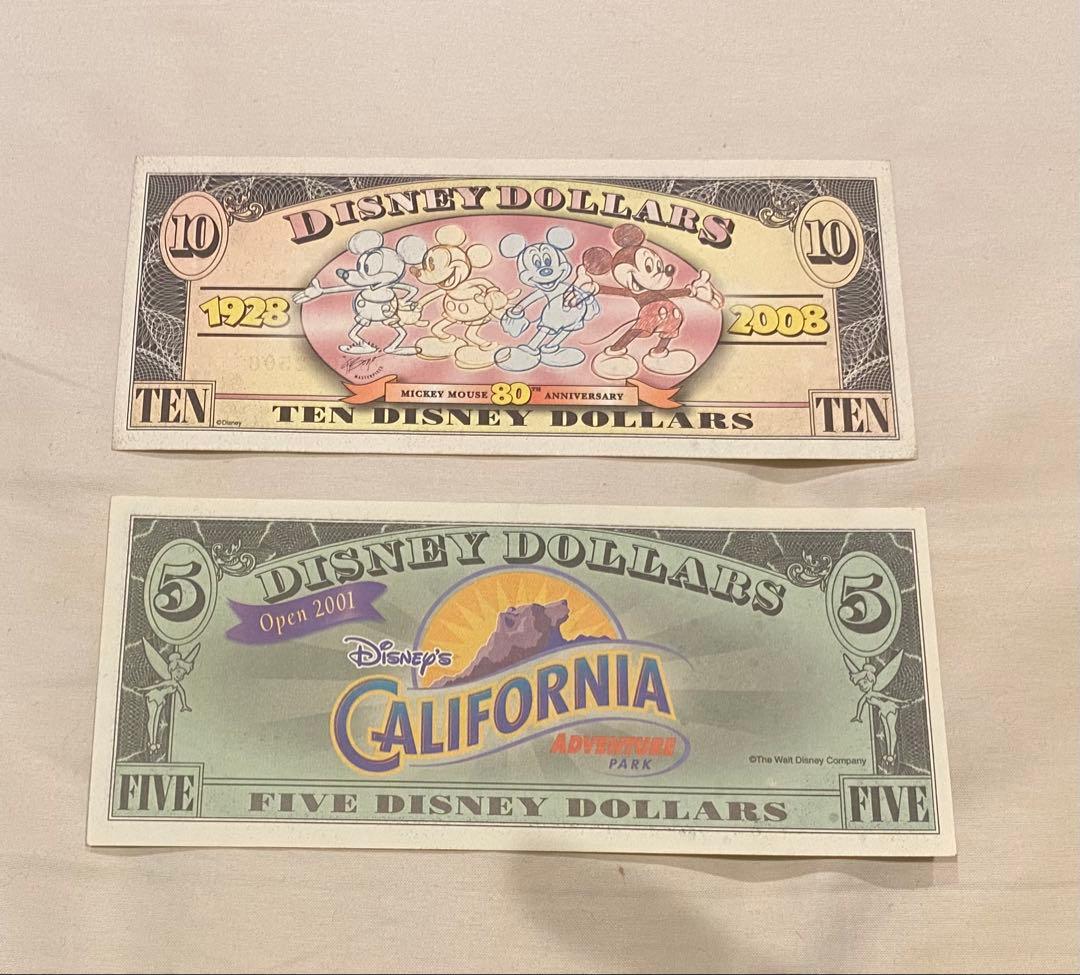 DISNEY DOLLARS
10 10
1928 2008
MICKEY MOUSE 80TH ANNIVERSARY
TEN TEN DISNEY DOLLARS TEN
©Disney
DISNEY DOLLARS
5 5
Open 2001
DISNEY'S
CALIFORNIA
ADVENTURE
PARK
©The Walt Disney Company
FIVE FIVE DISNEY DOLLARS FIVE